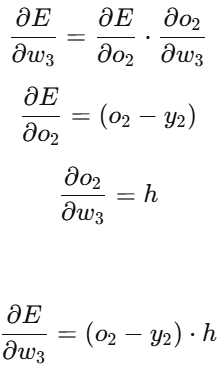 ∂E/∂w₃ = ∂E/∂o₂ · ∂o₂/∂w₃
∂E/∂o₂ = (o₂ − y₂)
∂o₂/∂w₃ = h
∂E/∂w₃ = (o₂ − y₂) · h